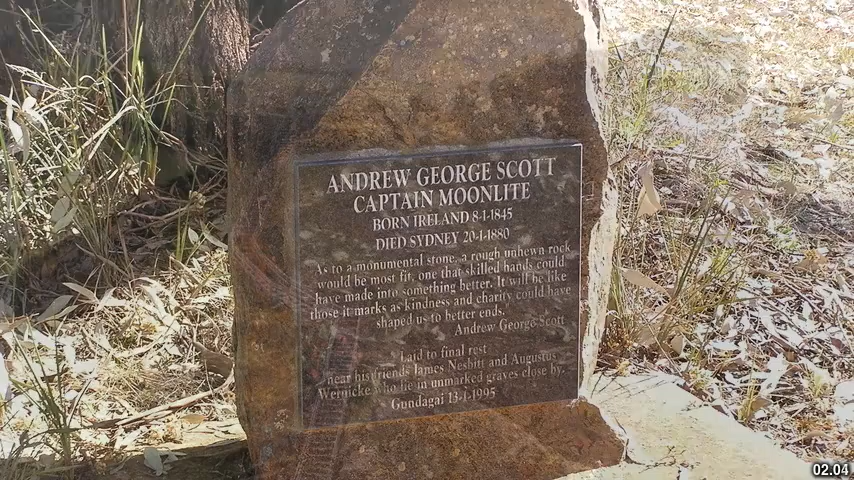 ANDREW GEORGE SCOTT
CAPTAIN MOONLITE
BORN IRELAND 8-1-1845
DIED SYDNEY 20-1-1880
As to a monumental stone, a rough unhewn rock
would be most fit, one that skilled hands could
have made into something better. It will be like
those it marks as kindness and charity could have
shaped us to better ends.
Andrew George Scott
Laid to final rest
near his friends James Nesbitt and Augustus
Wernicke who lie in unmarked graves close by.
Gundagai 13-1-1995
02.04